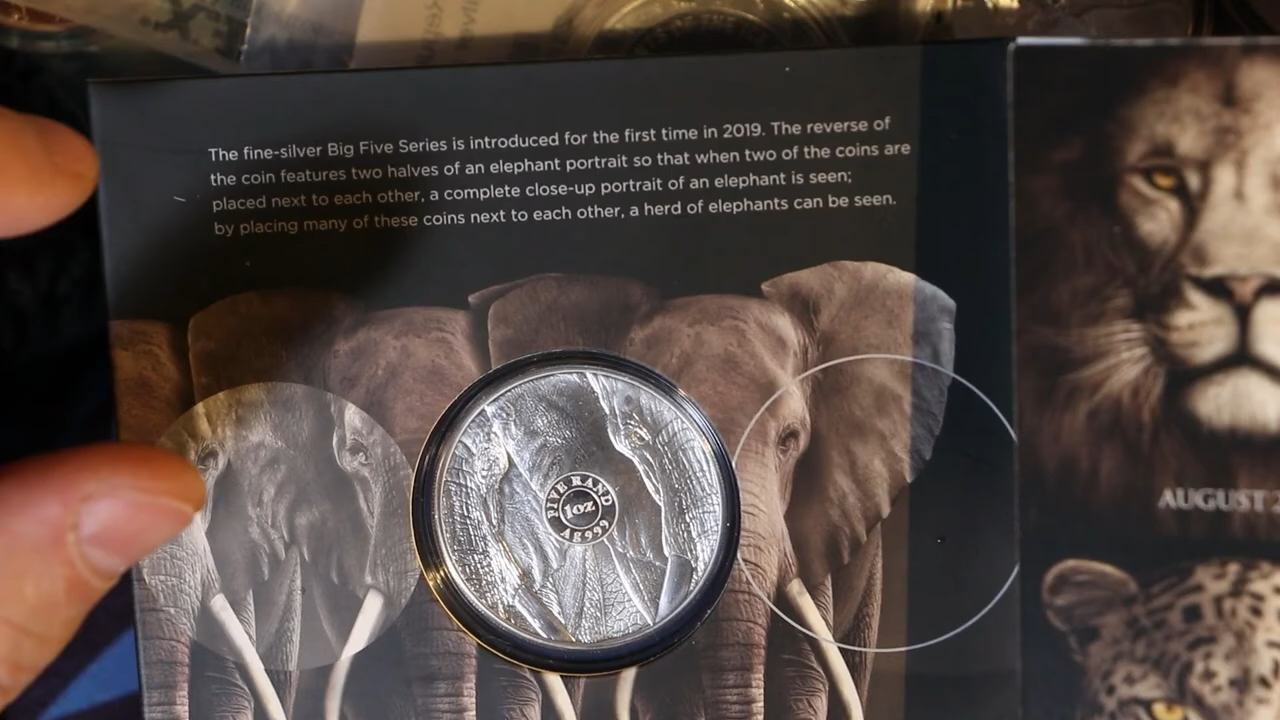 The fine-silver Big Five Series is introduced for the first time in 2019. The reverse of
the coin features two halves of an elephant portrait so that when two of the coins are
placed next to each other, a complete close-up portrait of an elephant is seen;
by placing many of these coins next to each other, a herd of elephants can be seen.
FIVE RAND
1oz
Ag999
AUGUST